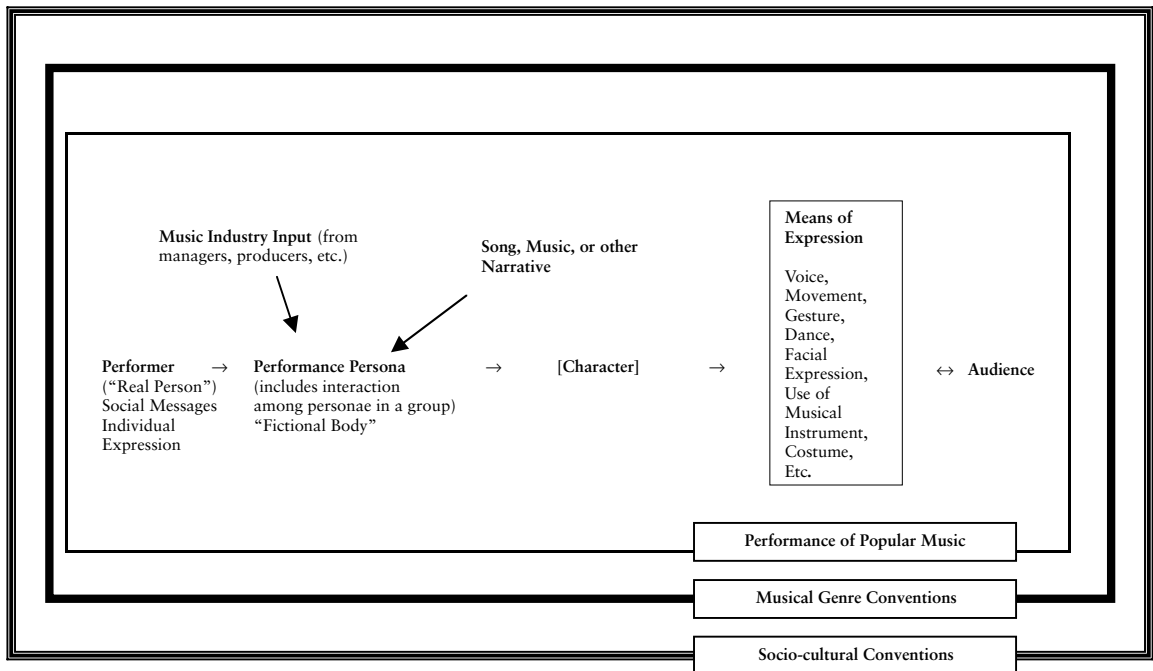 Music Industry Input (from
managers, producers, etc.)
Song, Music, or other
Narrative
Performer →
(“Real Person”)
Social Messages
Individual
Expression
Performance Persona
(includes interaction
among personae in a group)
“Fictional Body”
→
[Character]
→
Means of
Expression
Voice,
Movement,
Gesture,
Dance,
Facial
Expression,
Use of
Musical
Instrument,
Costume,
Etc.
↔ Audience
Performance of Popular Music
Musical Genre Conventions
Socio-cultural Conventions